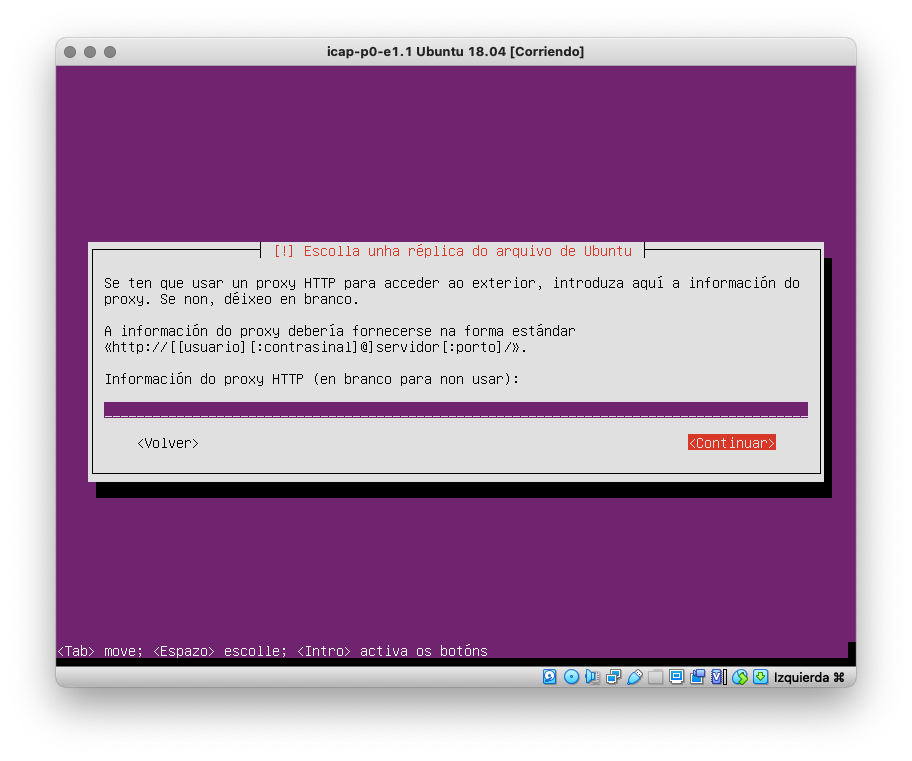 icap-p0-e1.1 Ubuntu 18.04 [Corriendo]
[!] Escolla unha réplica do arquivo de Ubuntu
Se ten que usar un proxy HTTP para acceder ao exterior, introduza aquí a información do
proxy. Se non, déixeo en branco.
A información do proxy debería fornecerse na forma estándar
«http://[[usuario][:contrasinal]@]servidor[:porto]/».
Información do proxy HTTP (en branco para non usar):
<Volver> <Continuar>
<Tab> move; <Espazo> escolle; <Intro> activa os botóns
Izquierda ⌘